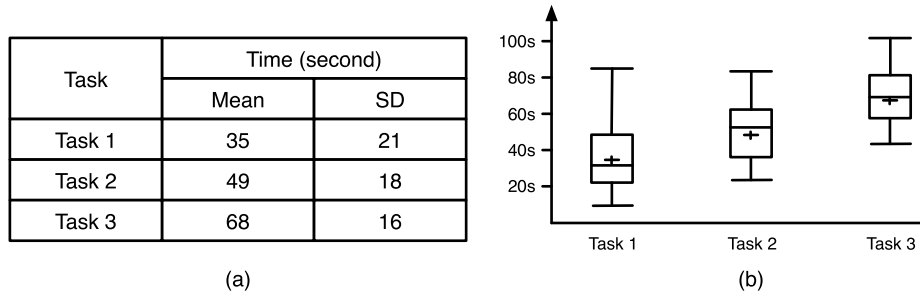 Task Time (second)
Mean SD
Task 1 35 21
Task 2 49 18
Task 3 68 16
(a)
100s
80s
60s
40s
20s
Task 1 Task 2 Task 3
(b)